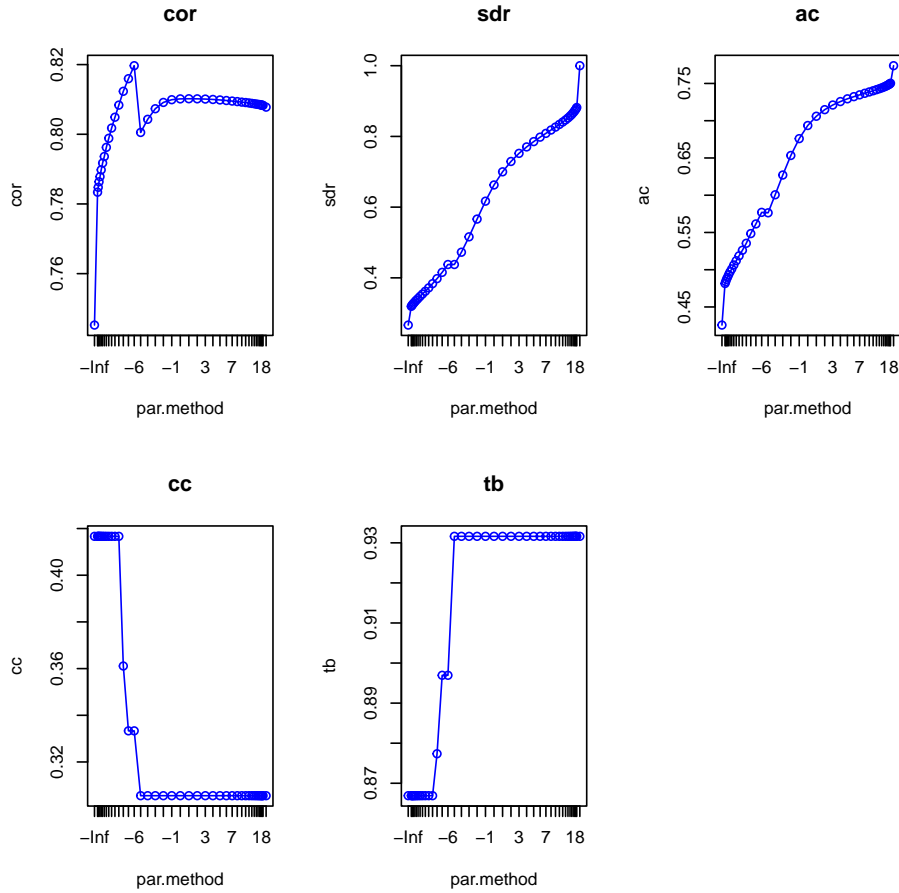 cor
cor
0.76 0.78 0.80 0.82
−Inf −6 −1 3 7 18
par.method
sdr
sdr
0.4 0.6 0.8 1.0
−Inf −6 −1 3 7 18
par.method
ac
ac
0.45 0.55 0.65 0.75
−Inf −6 −1 3 7 18
par.method
cc
cc
0.32 0.36 0.40
−Inf −6 −1 3 7 18
par.method
tb
tb
0.87 0.89 0.91 0.93
−Inf −6 −1 3 7 18
par.method